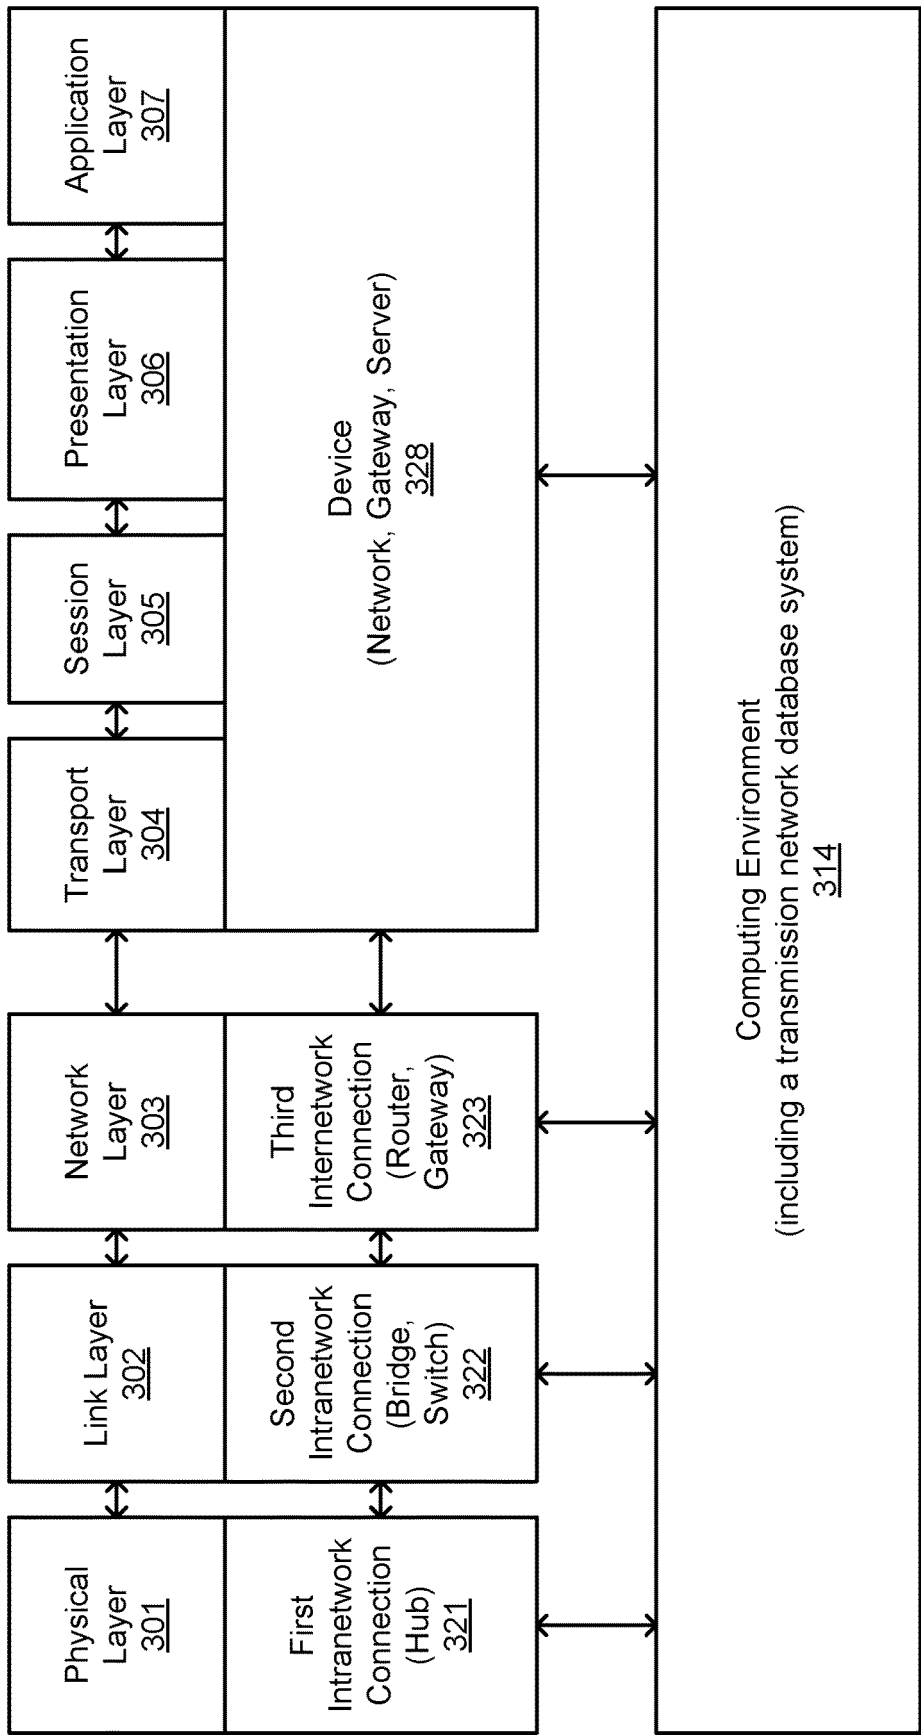 Physical
Layer
301
Link Layer
302
Network
Layer
303
Transport
Layer
304
Session
Layer
305
Presentation
Layer
306
Application
Layer
307
First
Intranetwork
Connection
(Hub)
321
Second
Intranetwork
Connection
(Bridge,
Switch)
322
Third
Internetwork
Connection
(Router,
Gateway)
323
Device
(Network, Gateway, Server)
328
Computing Environment
(including a transmission network database system)
314